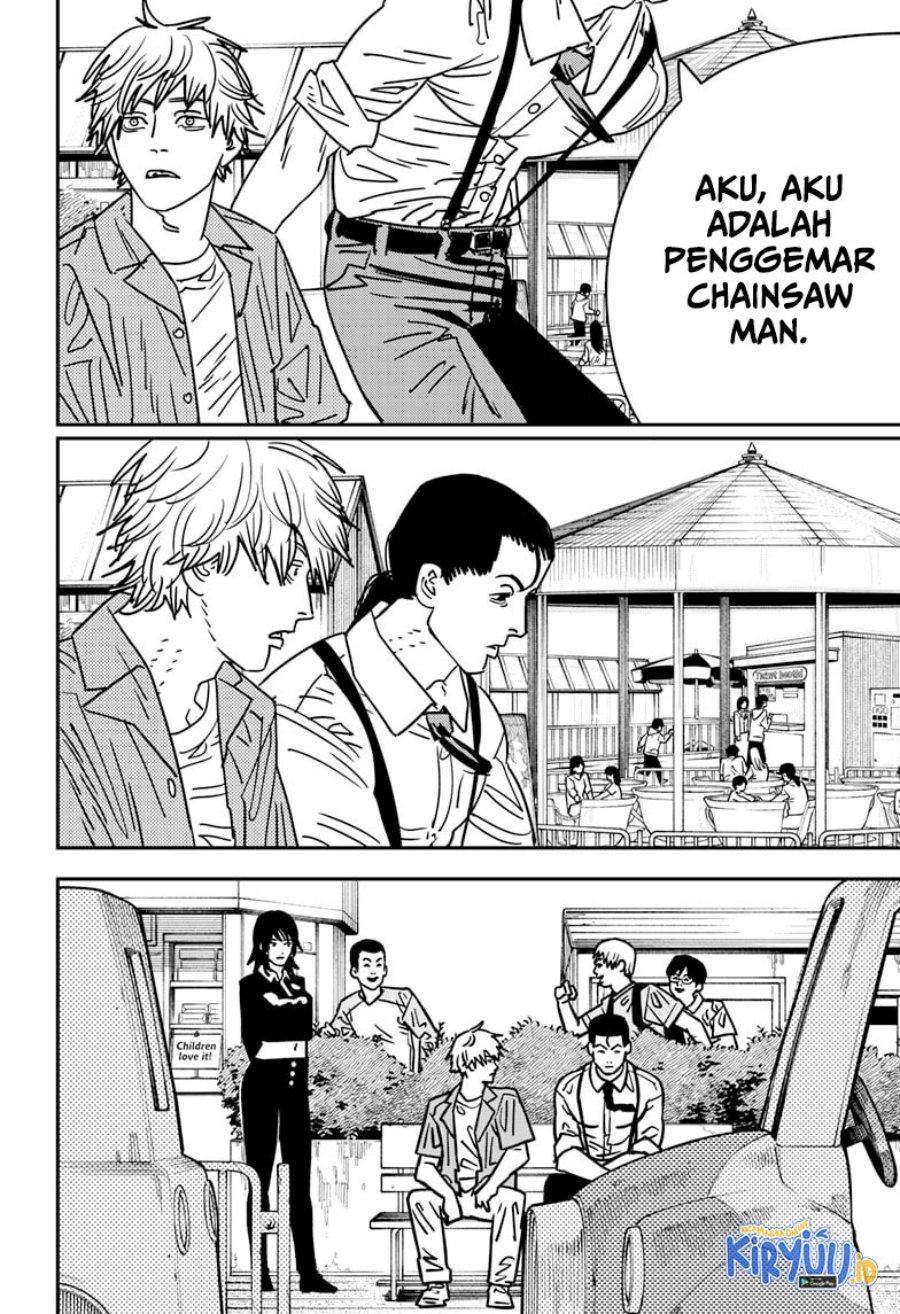 AKU, AKU
ADALAH
PENGGEMAR
CHAINSAW
MAN.
Children
love it!
KIRYUU.ID